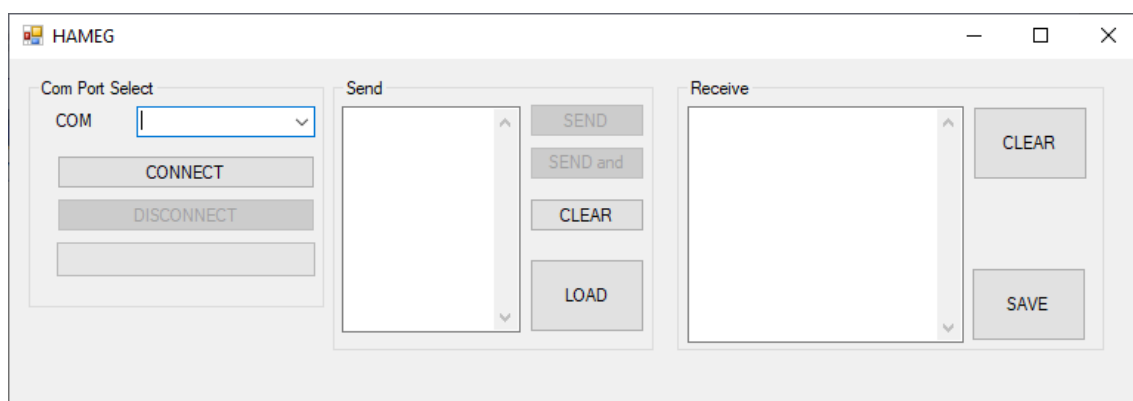 HAMEG
Com Port Select
COM
CONNECT
DISCONNECT
Send
SEND
SEND and
CLEAR
LOAD
Receive
CLEAR
SAVE